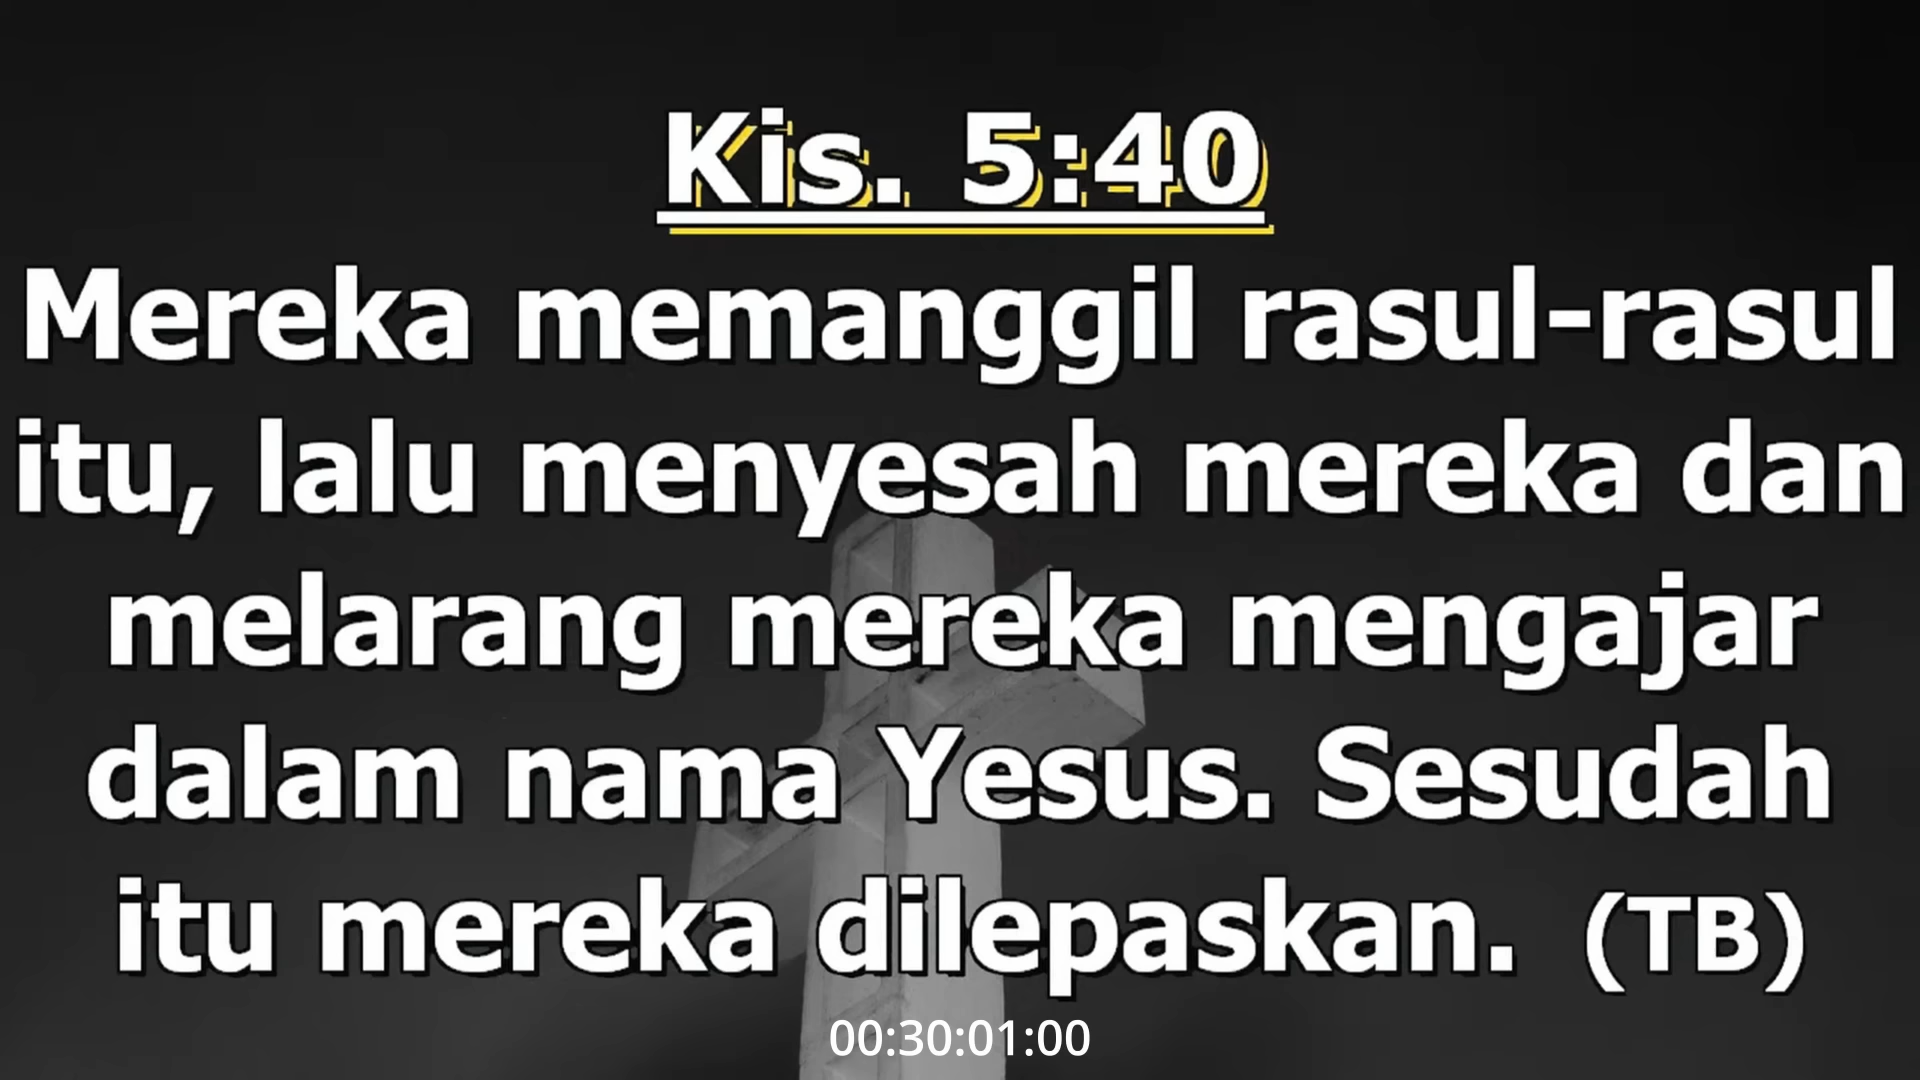 Kis. 5:40
Mereka memanggil rasul-rasul
itu, lalu menyesah mereka dan
melarang mereka mengajar
dalam nama Yesus. Sesudah
itu mereka dilepaskan. (TB)
00:30:01:00